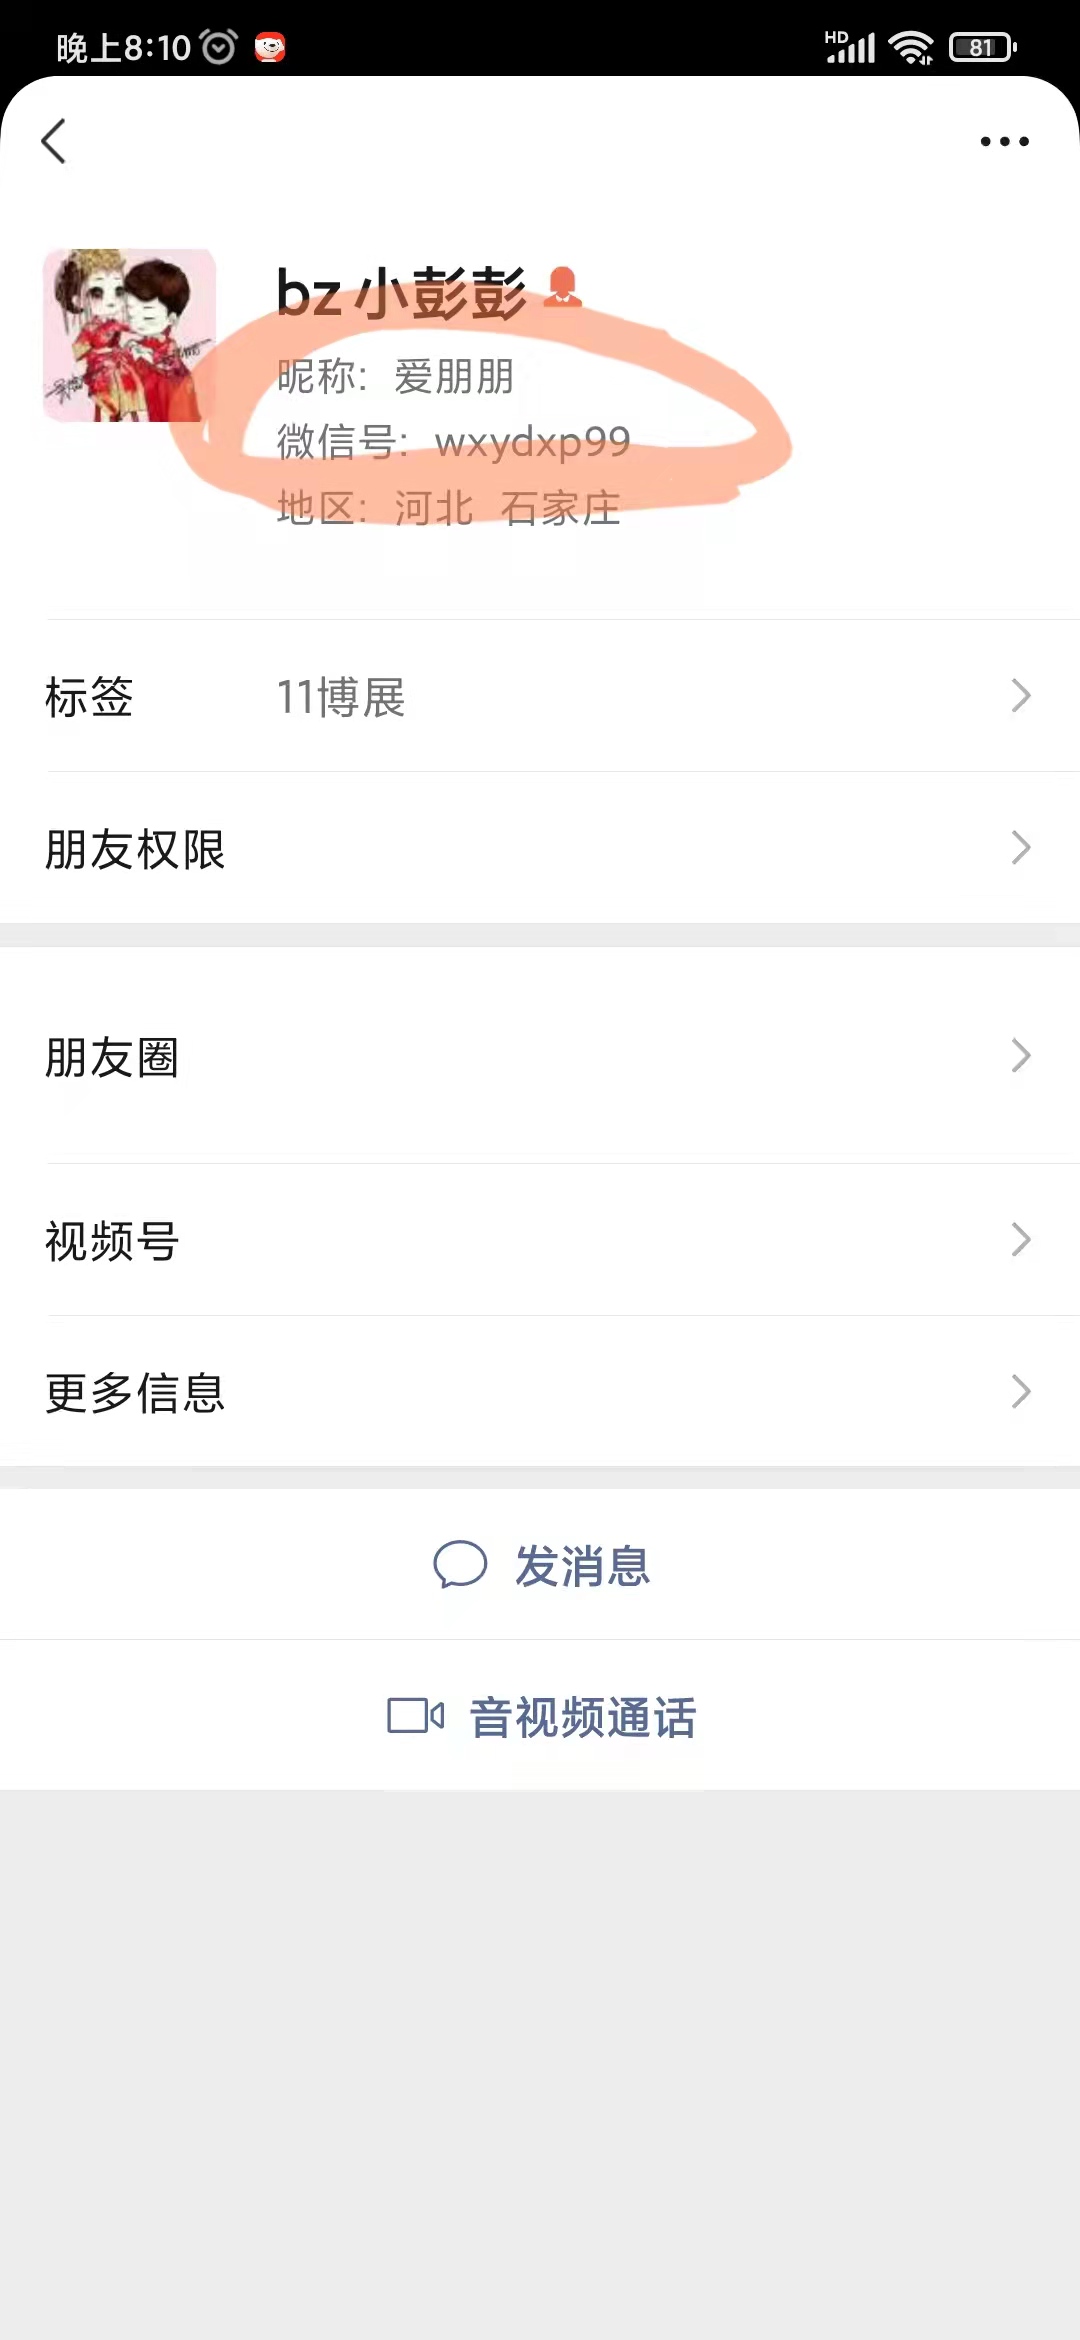 晚上8:10
HD 81
bz 小彭彭
昵称: 爱朋朋
微信号: wxydxp99
地区: 河北 石家庄
标签 11博展
朋友权限
朋友圈
视频号
更多信息
发消息
音视频通话